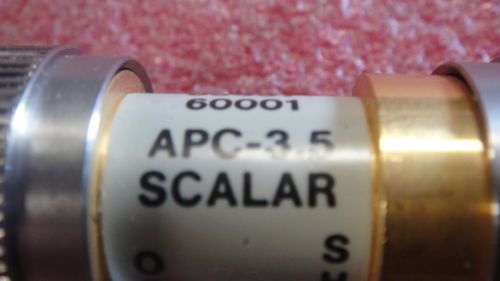 60001
APC-3.5
SCALAR
O S
H